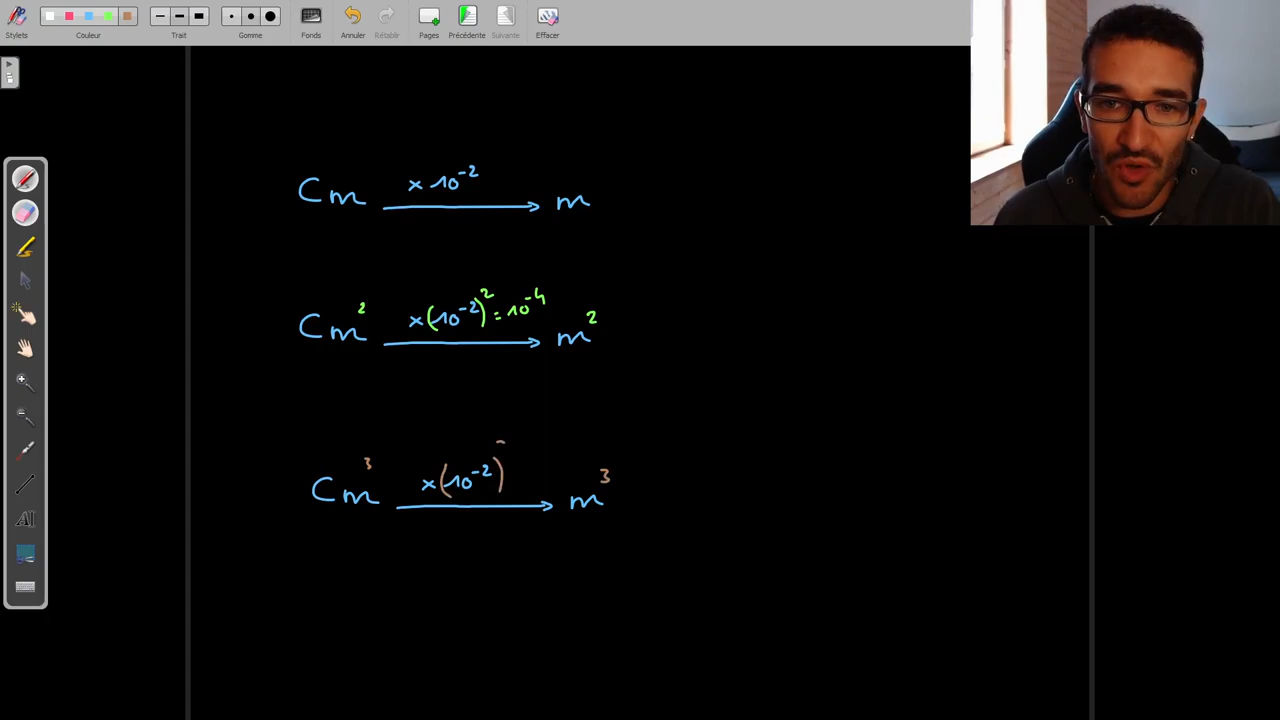 Stylets Couleur Trait Gomme Fonds Annuler Rétablir Pages Précédente Suivante Effacer
Cm × 10⁻² m
Cm² × (10⁻²)² = 10⁻⁴ m²
Cm³ × (10⁻²) m³